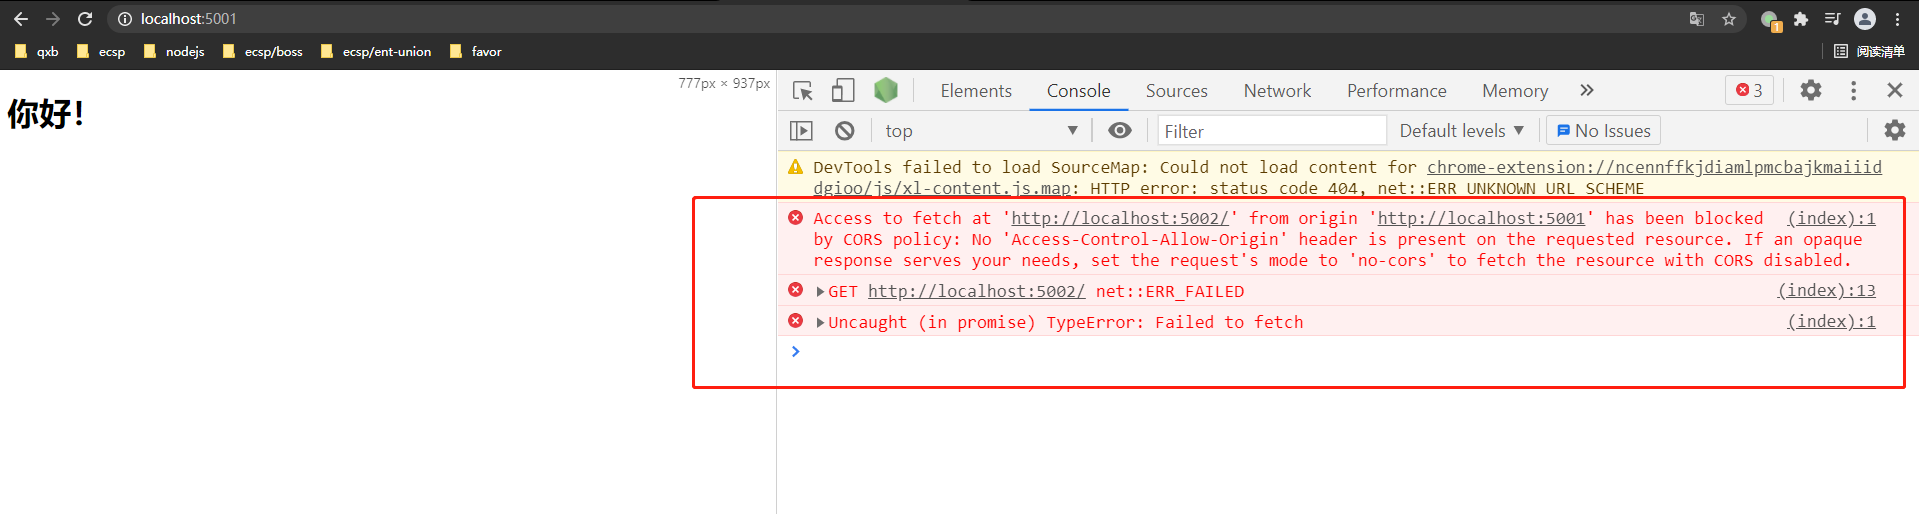 localhost:5001
1
qxb ecsp nodejs ecsp/boss ecsp/ent-union favor 阅读清单
777px × 937px
你好！
Elements Console Sources Network Performance Memory » 3
top Filter Default levels No Issues
DevTools failed to load SourceMap: Could not load content for chrome-extension://ncennffkjdiamlpmcbajkmaiiid
dgioo/js/xl-content.js.map: HTTP error: status code 404, net::ERR_UNKNOWN_URL_SCHEME
Access to fetch at 'http://localhost:5002/' from origin 'http://localhost:5001' has been blocked (index):1
by CORS policy: No 'Access-Control-Allow-Origin' header is present on the requested resource. If an opaque
response serves your needs, set the request's mode to 'no-cors' to fetch the resource with CORS disabled.
GET http://localhost:5002/ net::ERR_FAILED (index):13
Uncaught (in promise) TypeError: Failed to fetch (index):1